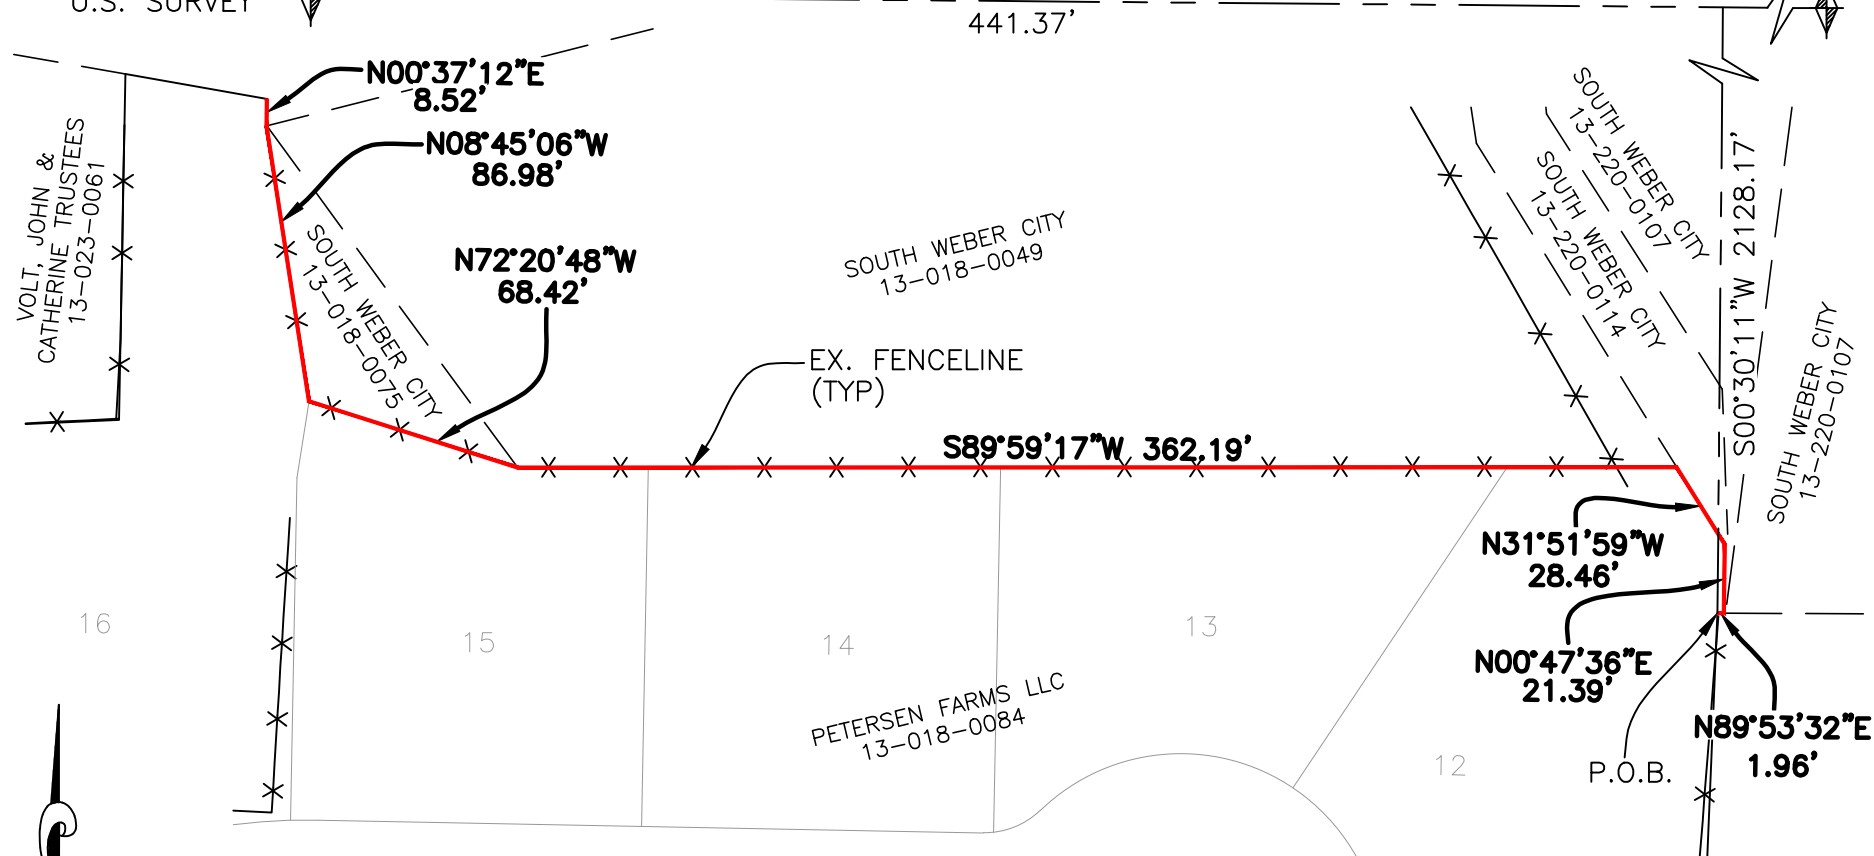 U.S. SURVEY
441.37'
N00°37'12"E
8.52'
N08°45'06"W
86.98'
N72°20'48"W
68.42'
VOLT, JOHN &
CATHERINE TRUSTEES
13-023-0061
SOUTH WEBER CITY
13-018-0075
SOUTH WEBER CITY
13-018-0049
EX. FENCELINE
(TYP)
S89°59'17"W 362.19'
SOUTH WEBER CITY
13-220-0107
SOUTH WEBER CITY
13-220-0114
S00°30'11"W 2128.17'
SOUTH WEBER CITY
13-220-0107
N31°51'59"W
28.46'
N00°47'36"E
21.39'
N89°53'32"E
1.96'
P.O.B.
16
15
14
13
12
PETERSEN FARMS LLC
13-018-0084